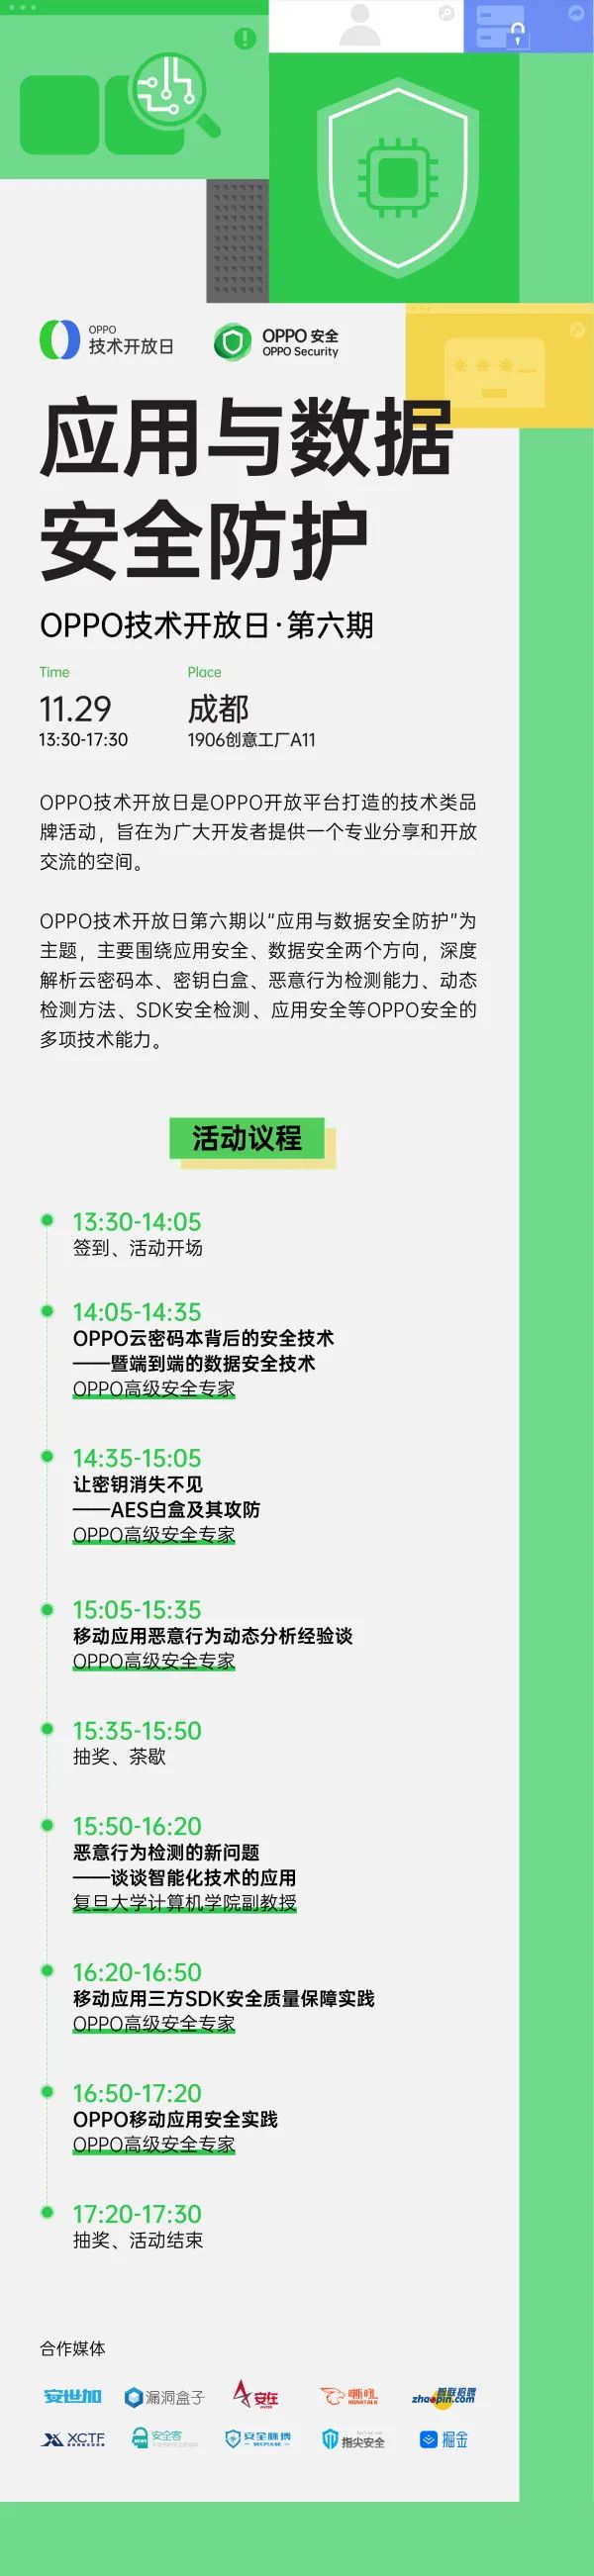 OPPO
技术开放日
OPPO 安全
OPPO Security
应用与数据
安全防护
OPPO技术开放日·第六期
Time
Place
11.29
成都
13:30-17:30
1906创意工厂A11
OPPO技术开放日是OPPO开放平台打造的技术类品
牌活动，旨在为广大开发者提供一个专业分享和开放
交流的空间。
OPPO技术开放日第六期以“应用与数据安全防护”为
主题，主要围绕应用安全、数据安全两个方向，深度
解析云密码本、密钥白盒、恶意行为检测能力、动态
检测方法、SDK安全检测、应用安全等OPPO安全的
多项技术能力。
活动议程
13:30-14:05
签到、活动开场
14:05-14:35
OPPO云密码本背后的安全技术
——暨端到端的数据安全技术
OPPO高级安全专家
14:35-15:05
让密钥消失不见
——AES白盒及其攻防
OPPO高级安全专家
15:05-15:35
移动应用恶意行为动态分析经验谈
OPPO高级安全专家
15:35-15:50
抽奖、茶歇
15:50-16:20
恶意行为检测的新问题
——谈谈智能化技术的应用
复旦大学计算机学院副教授
16:20-16:50
移动应用三方SDK安全质量保障实践
OPPO高级安全专家
16:50-17:20
OPPO移动应用安全实践
OPPO高级安全专家
17:20-17:30
抽奖、活动结束
合作媒体
安世加
漏洞盒子
安在
嘶吼
智联招聘
zhaopin.com
XCTF
安全客
安全脉搏
指尖安全
掘金